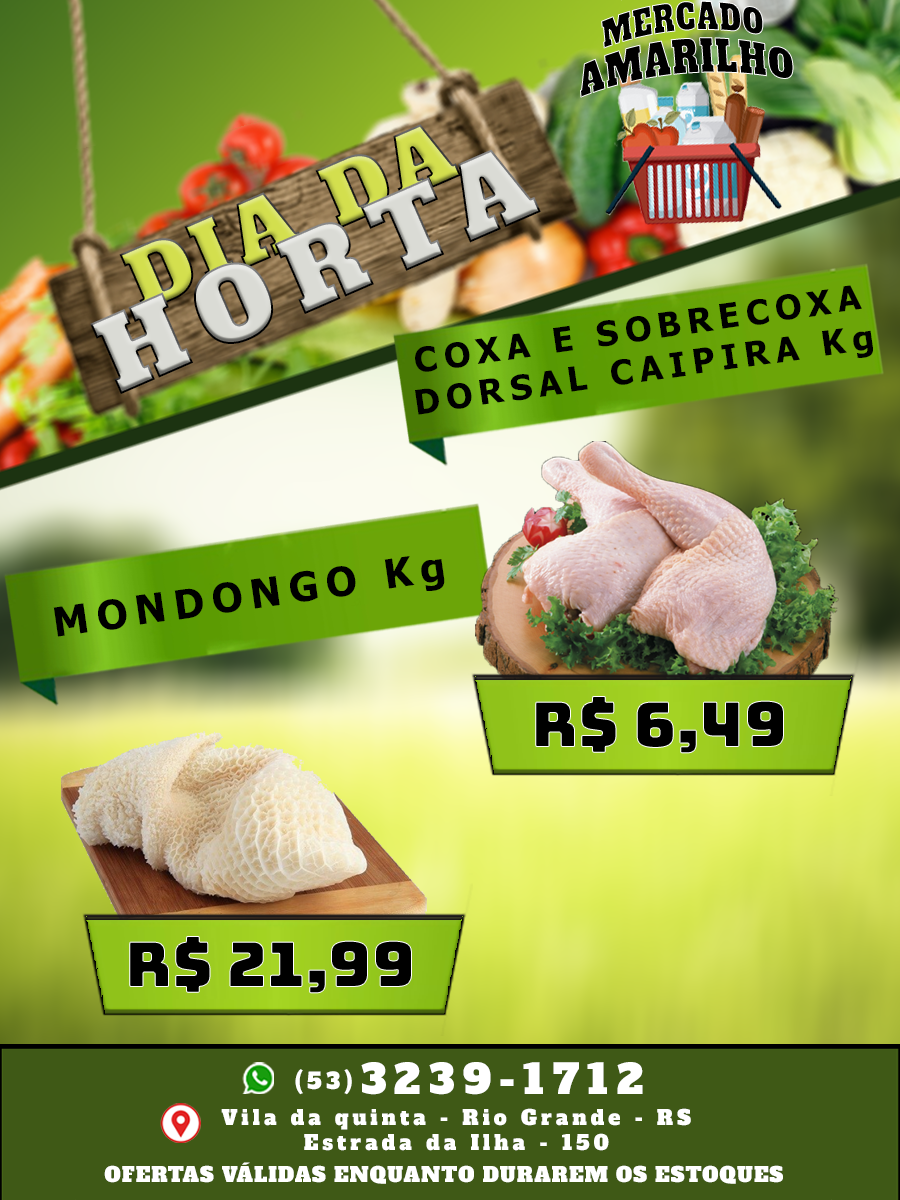 MERCADO
AMARILHO
DIA DA
HORTA
COXA E SOBRECOXA
DORSAL CAIPIRA Kg
MONDONGO Kg
R$ 6,49
R$ 21,99
(53) 3239-1712
Vila da quinta - Rio Grande - RS
Estrada da Ilha - 150
OFERTAS VÁLIDAS ENQUANTO DURAREM OS ESTOQUES